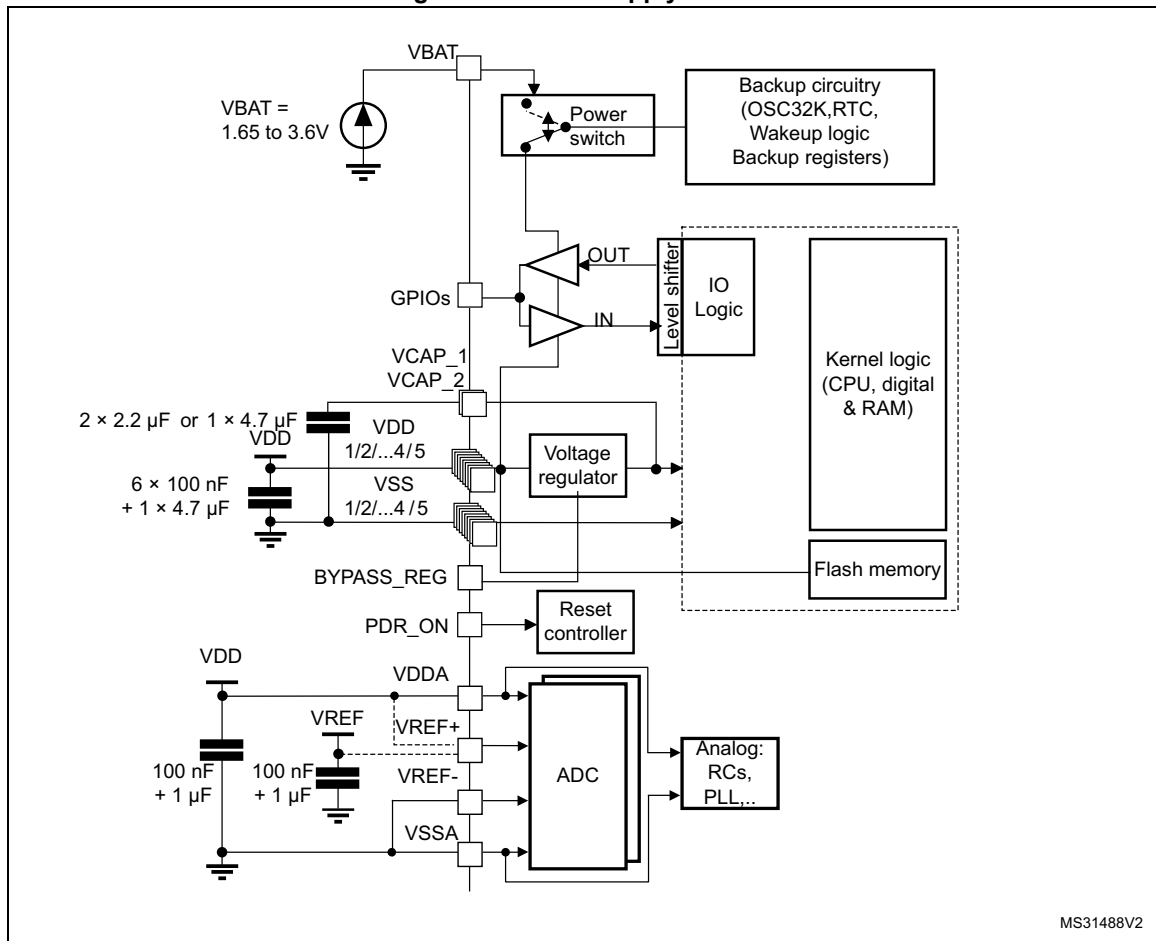 VBAT
VBAT =
1.65 to 3.6V
Power
switch
Backup circuitry
(OSC32K,RTC,
Wakeup logic
Backup registers)
OUT
GPIOs
IN
Level shifter
IO
Logic
Kernel logic
(CPU, digital
& RAM)
VCAP_1
VCAP_2
2 × 2.2 µF or 1 × 4.7 µF
VDD
VDD
1/2/...4/5
Voltage
regulator
6 × 100 nF
+ 1 × 4.7 µF
VSS
1/2/...4/5
Flash memory
BYPASS_REG
PDR_ON
Reset
controller
VDD
VDDA
VREF
VREF+
100 nF
+ 1 µF
100 nF
+ 1 µF
VREF-
ADC
Analog:
RCs,
PLL,..
VSSA
MS31488V2